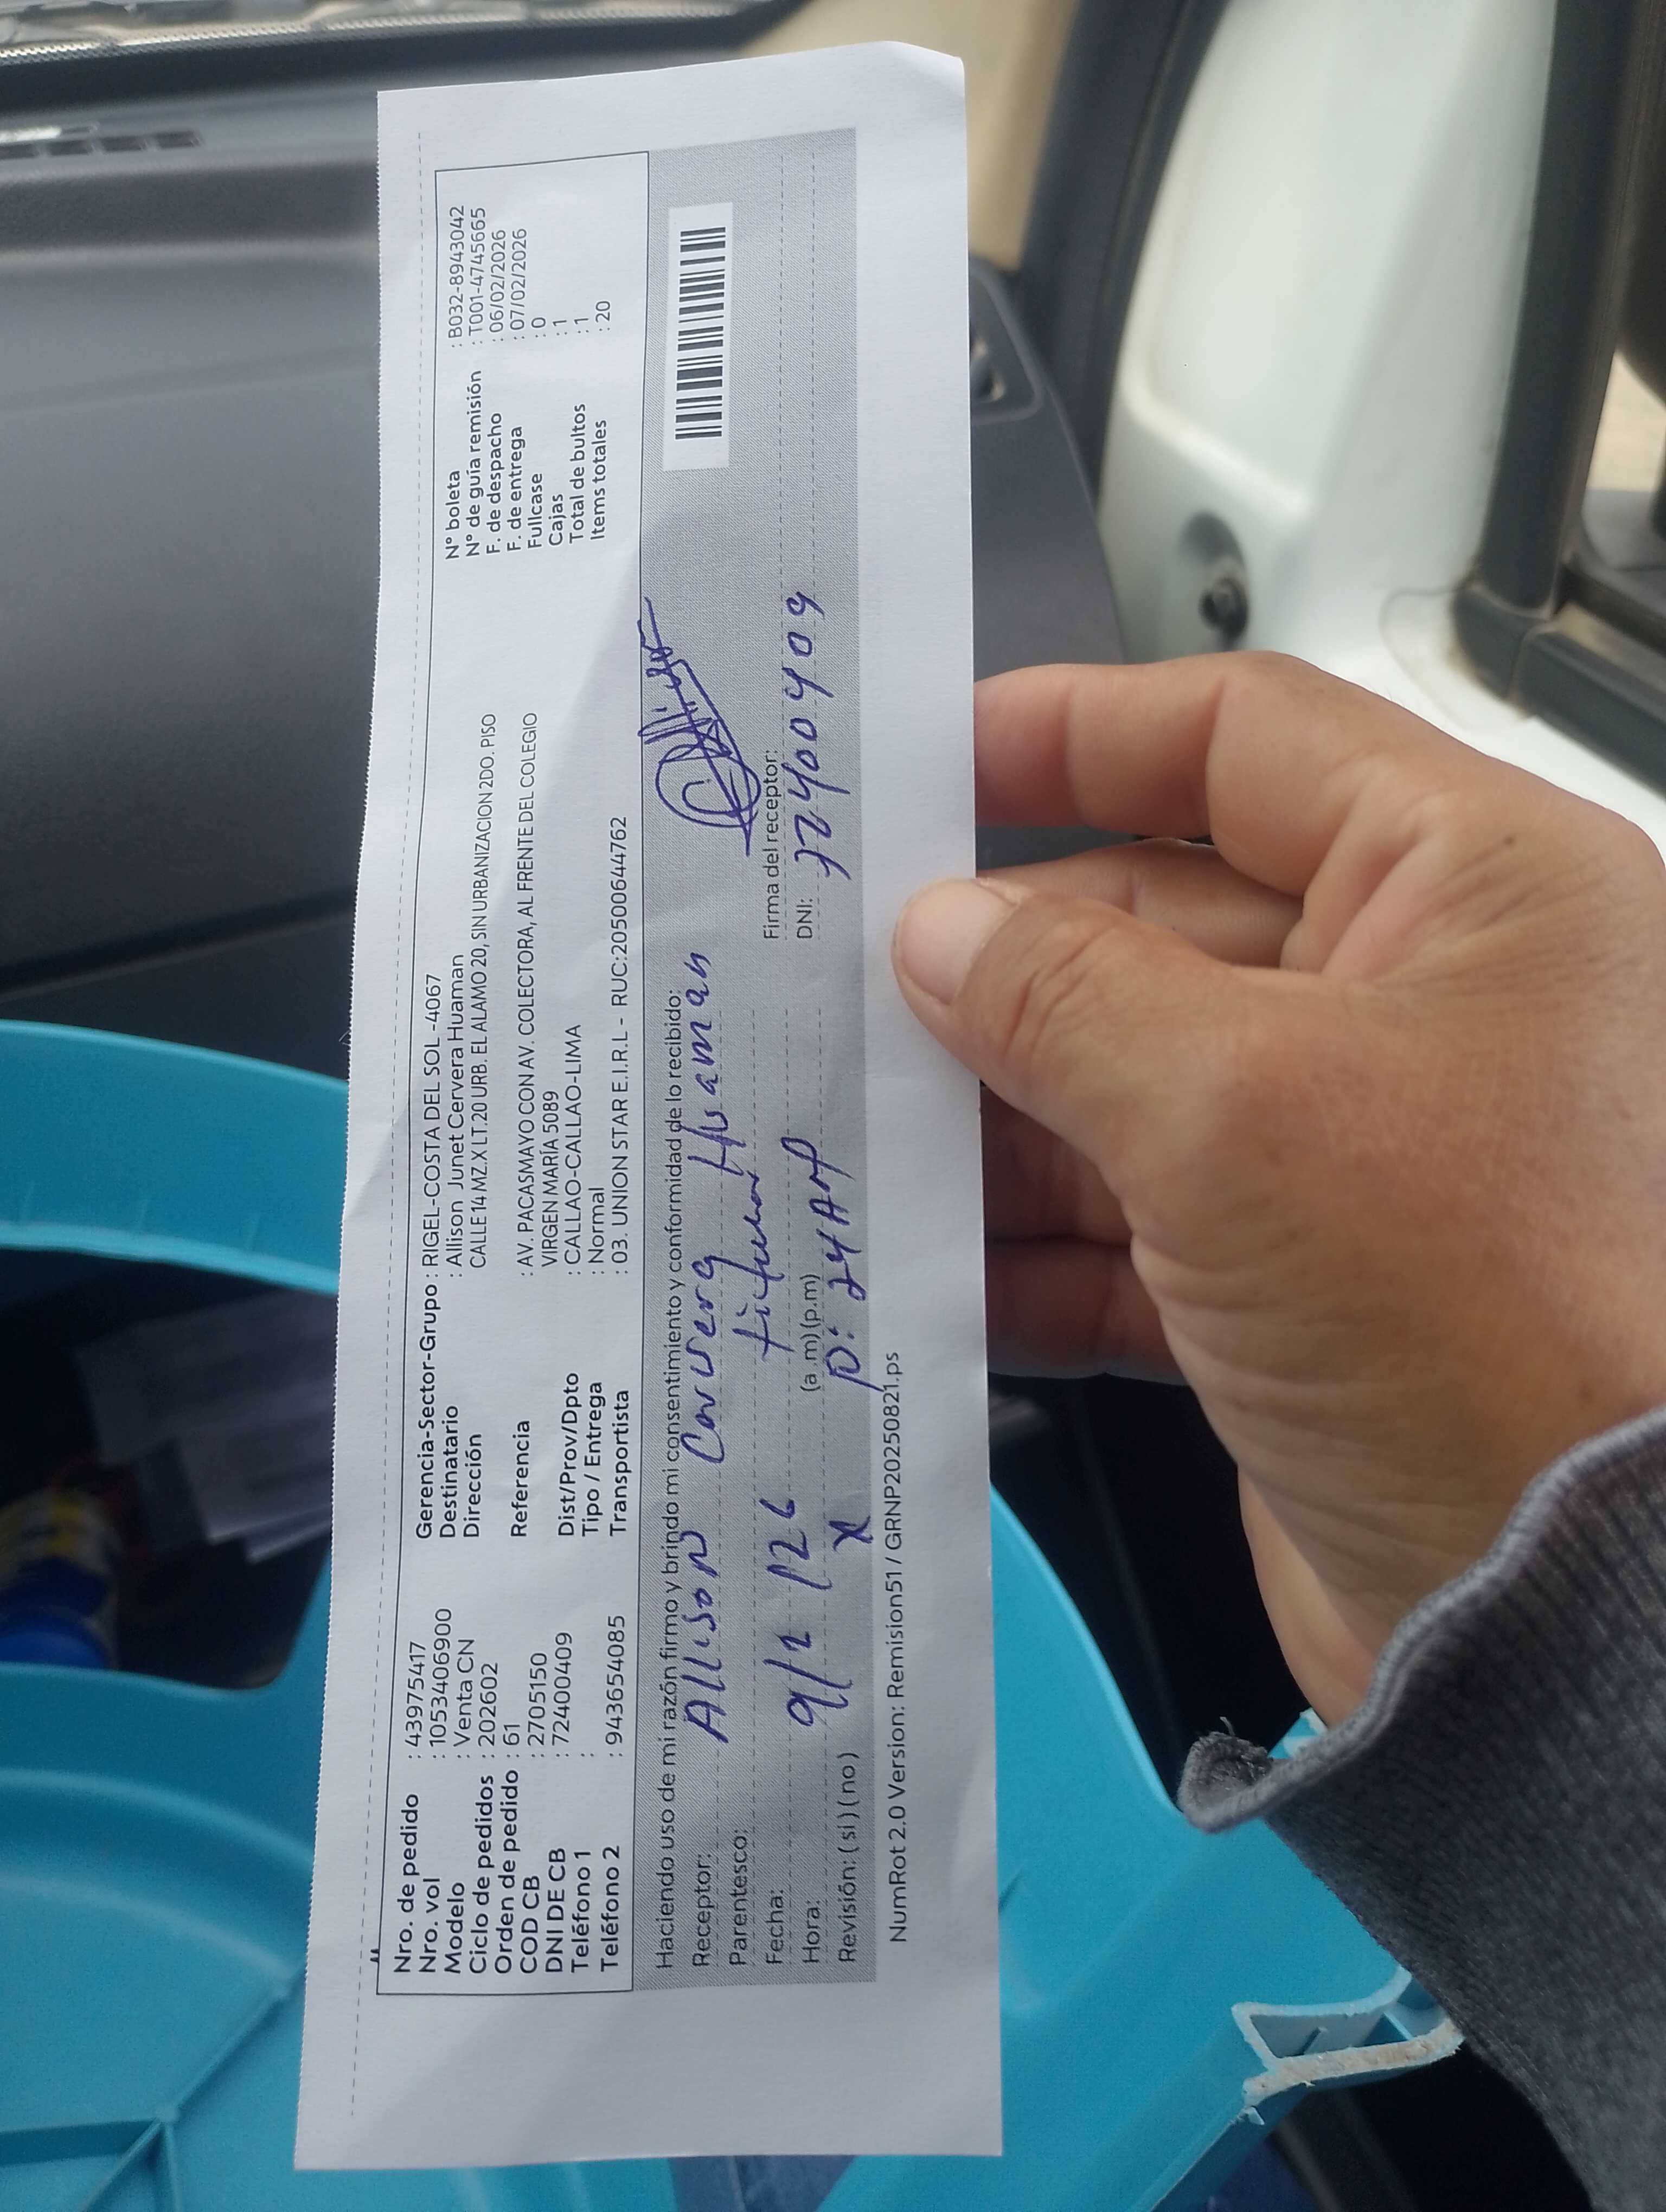 Nro. de pedido : 43975417
Nro. vol : 1053406900
Modelo : Venta CN
Ciclo de pedidos : 202602
Orden de pedido : 61
COD CB : 2705150
DNI DE CB : 72400409
Teléfono 1 :
Teléfono 2 : 943654085
Gerencia-Sector-Grupo : RIGEL-COSTA DEL SOL -4067
Destinatario : Allison Junet Cervera Huaman
Dirección CALLE 14 MZ.X LT.20 URB. EL ALAMO 20, SIN URBANIZACION 2DO. PISO
Referencia : AV. PACASMAYO CON AV. COLECTORA, AL FRENTE DEL COLEGIO
VIRGEN MARÍA 5089
Dist/Prov/Dpto : CALLAO-CALLAO-LIMA
Tipo / Entrega : Normal
Transportista : 03. UNION STAR E.I.R.L - RUC:20500644762
N° boleta : B032-8943042
N° de guía remisión : T001-4745665
F. de despacho : 06/02/2026
F. de entrega : 07/02/2026
Fullcase : 0
Cajas : 1
Total de bultos : 1
Items totales : 20
Haciendo uso de mi razón firmo y brindo mi consentimiento y conformidad de lo recibido:
Receptor: Allison Cervera Huaman
Parentesco: titular
Fecha: 9/2/26
Hora: (a.m)(p.m)
Revisión: (si) (no) x
Firma del receptor:
DNI: 72400409
NumRot 2.0 Version: Remision51 / GRNP20250821.ps